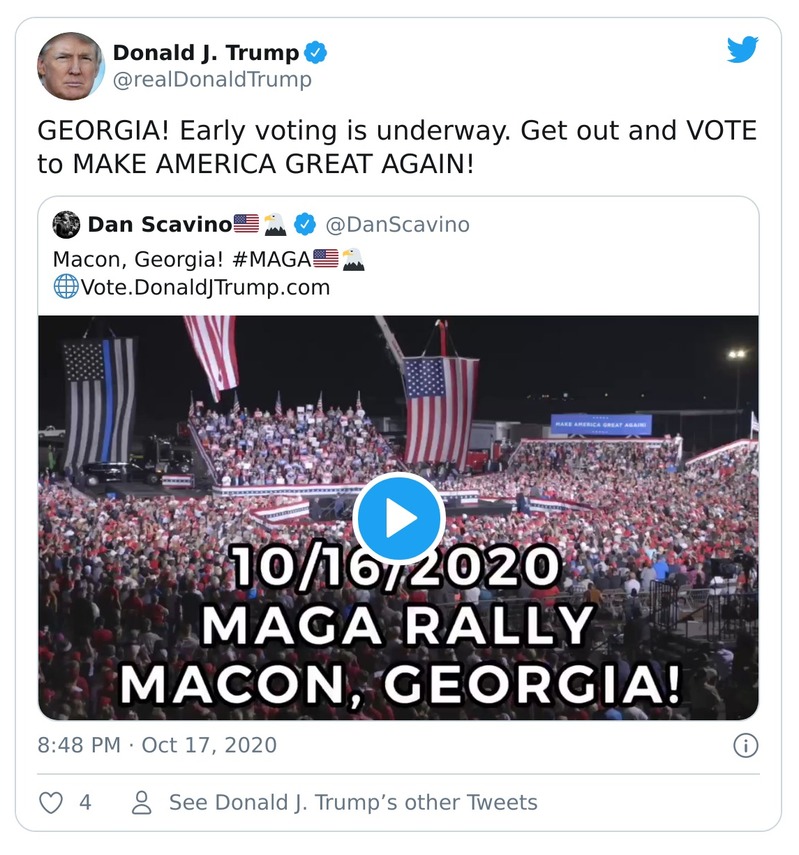 Donald J. Trump
@realDonaldTrump
GEORGIA! Early voting is underway. Get out and VOTE
to MAKE AMERICA GREAT AGAIN!
Dan Scavino🇺🇸🦅 @DanScavino
Macon, Georgia! #MAGA🇺🇸🦅
🌐Vote.DonaldJTrump.com
MAKE AMERICA GREAT AGAIN!
10/16/2020
MAGA RALLY
MACON, GEORGIA!
8:48 PM · Oct 17, 2020
4 See Donald J. Trump’s other Tweets